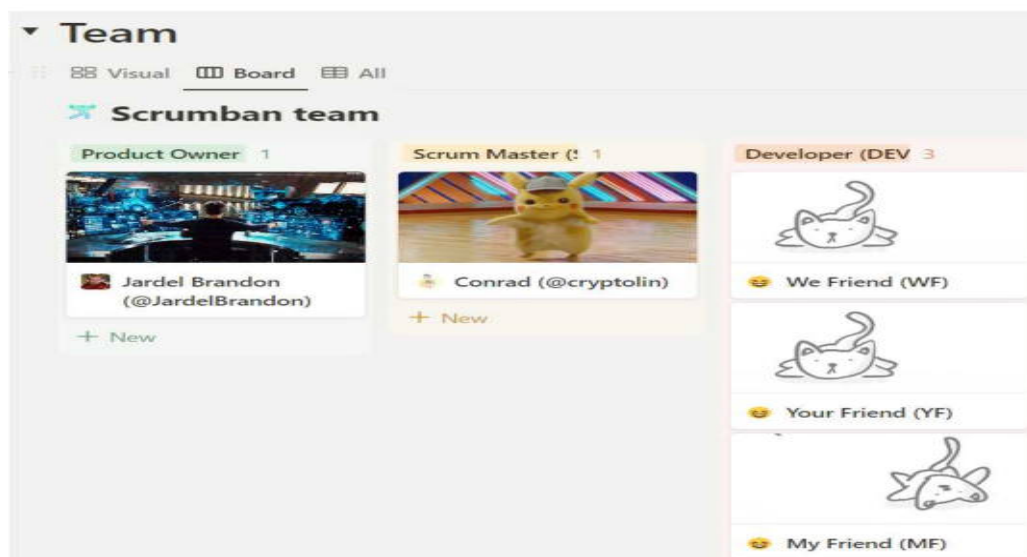 Team
Visual Board All
Scrumban team
Product Owner 1
Jardel Brandon
(@JardelBrandon)
+ New
Scrum Master (S 1
Conrad (@cryptolin)
+ New
Developer (DEV 3
We Friend (WF)
Your Friend (YF)
My Friend (MF)